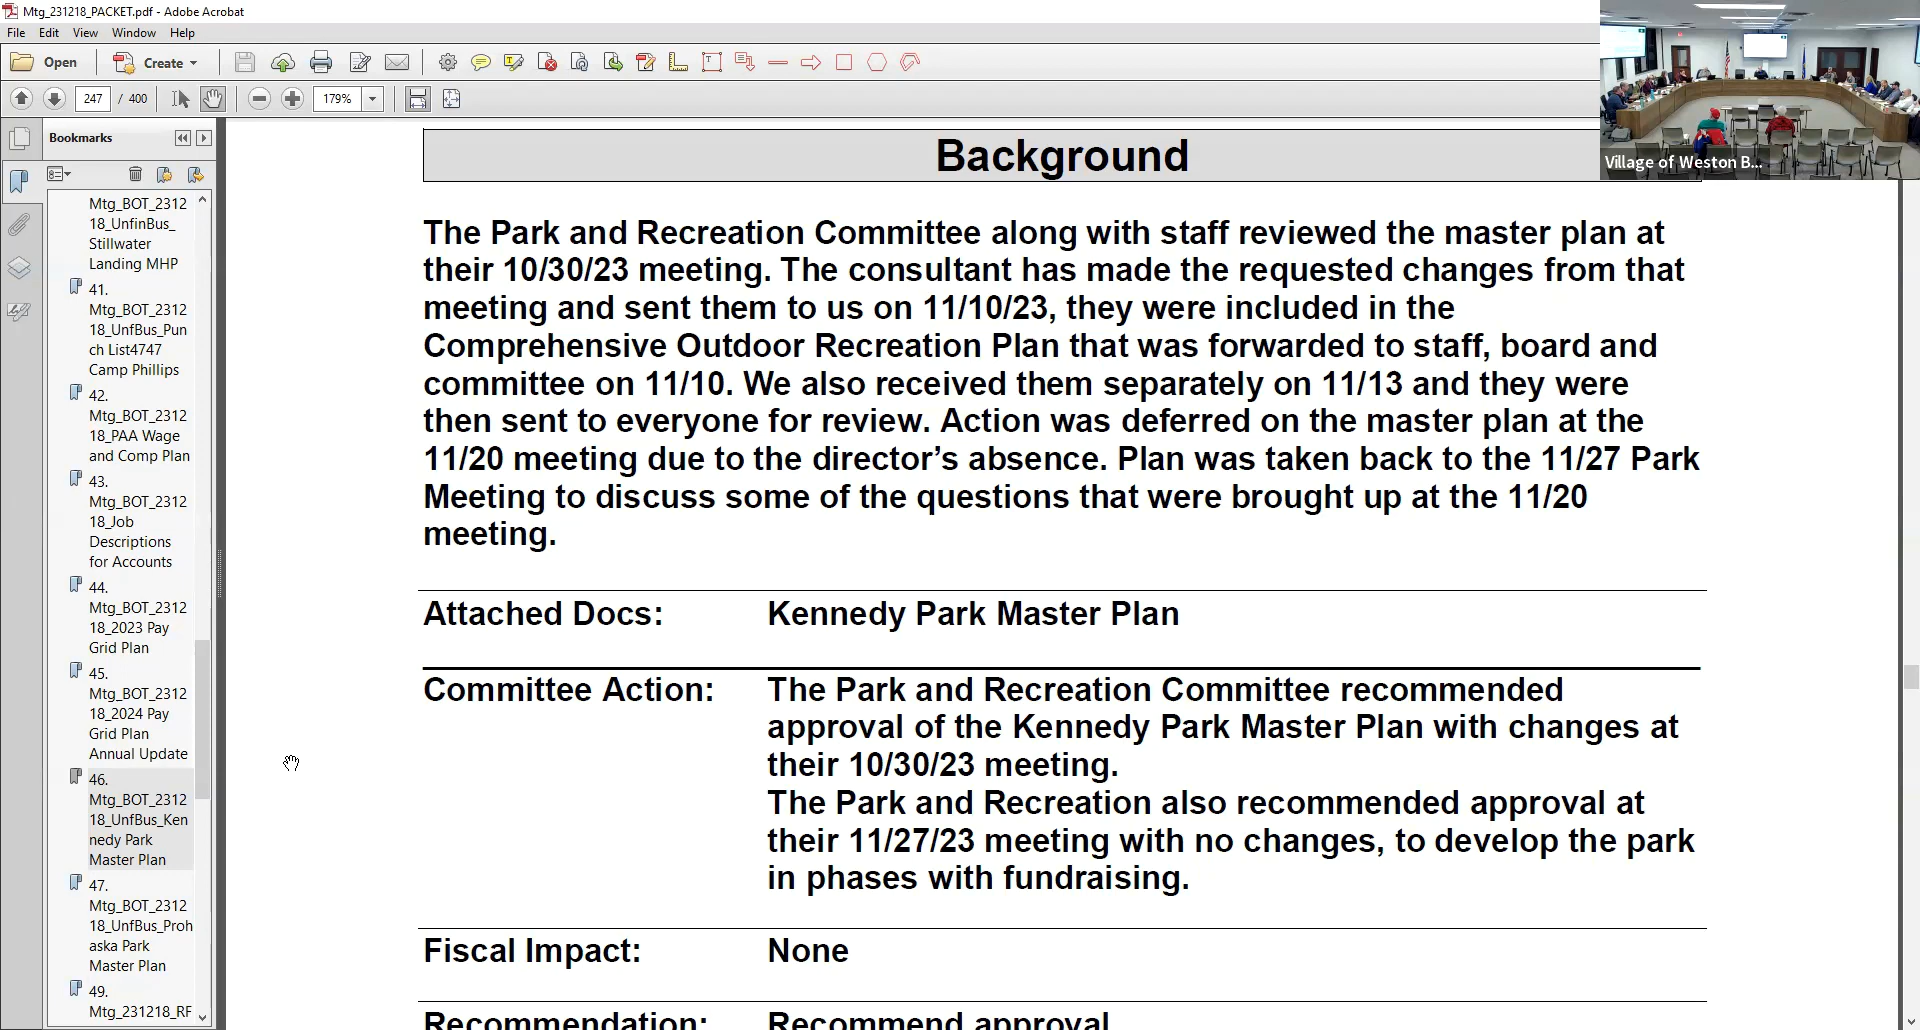 Mtg_231218_PACKET.pdf - Adobe Acrobat
File Edit View Window Help
Open Create
247 / 400 179%
Bookmarks
Mtg_BOT_2312
18_UnfinBus_
Stillwater
Landing MHP
41.
Mtg_BOT_2312
18_UnfBus_Pun
ch List4747
Camp Phillips
42.
Mtg_BOT_2312
18_PAA Wage
and Comp Plan
43.
Mtg_BOT_2312
18_Job
Descriptions
for Accounts
44.
Mtg_BOT_2312
18_2023 Pay
Grid Plan
45.
Mtg_BOT_2312
18_2024 Pay
Grid Plan
Annual Update
46.
Mtg_BOT_2312
18_UnfBus_Ken
nedy Park
Master Plan
47.
Mtg_BOT_2312
18_UnfBus_Proh
aska Park
Master Plan
49.
Mtg_231218_RF
Background
The Park and Recreation Committee along with staff reviewed the master plan at
their 10/30/23 meeting. The consultant has made the requested changes from that
meeting and sent them to us on 11/10/23, they were included in the
Comprehensive Outdoor Recreation Plan that was forwarded to staff, board and
committee on 11/10. We also received them separately on 11/13 and they were
then sent to everyone for review. Action was deferred on the master plan at the
11/20 meeting due to the director’s absence. Plan was taken back to the 11/27 Park
Meeting to discuss some of the questions that were brought up at the 11/20
meeting.
Attached Docs: Kennedy Park Master Plan
Committee Action: The Park and Recreation Committee recommended
approval of the Kennedy Park Master Plan with changes at
their 10/30/23 meeting.
The Park and Recreation also recommended approval at
their 11/27/23 meeting with no changes, to develop the park
in phases with fundraising.
Fiscal Impact: None
Recommendation: Recommend approval
Village of Weston B...